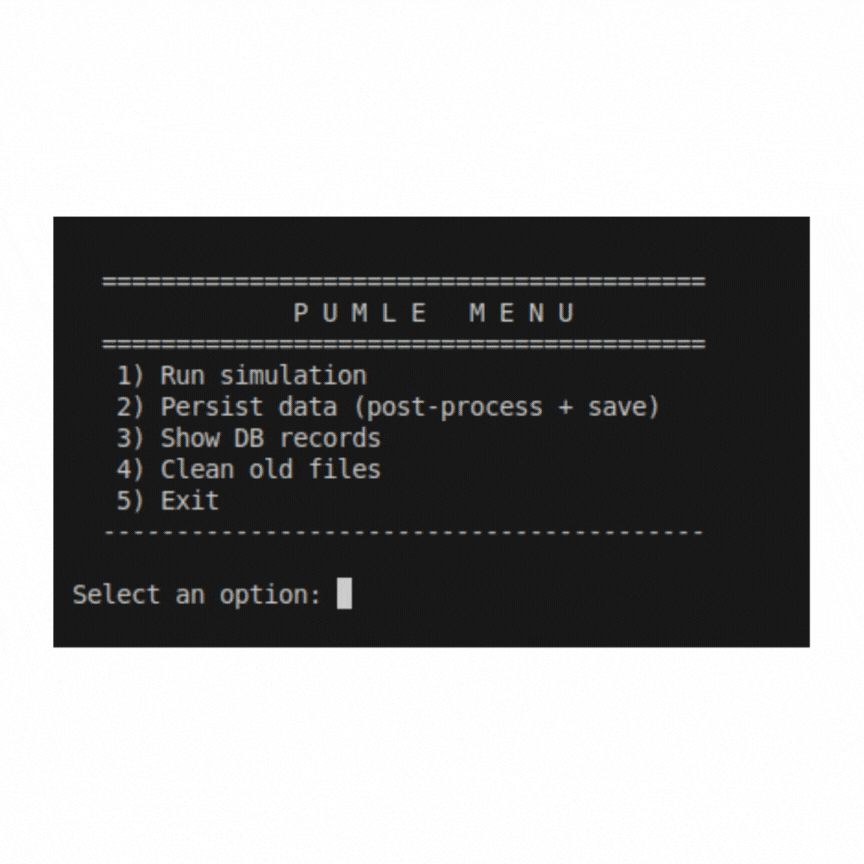 =========================================
P U M L E   M E N U
=========================================
1) Run simulation
2) Persist data (post-process + save)
3) Show DB records
4) Clean old files
5) Exit
-----------------------------------------
Select an option: